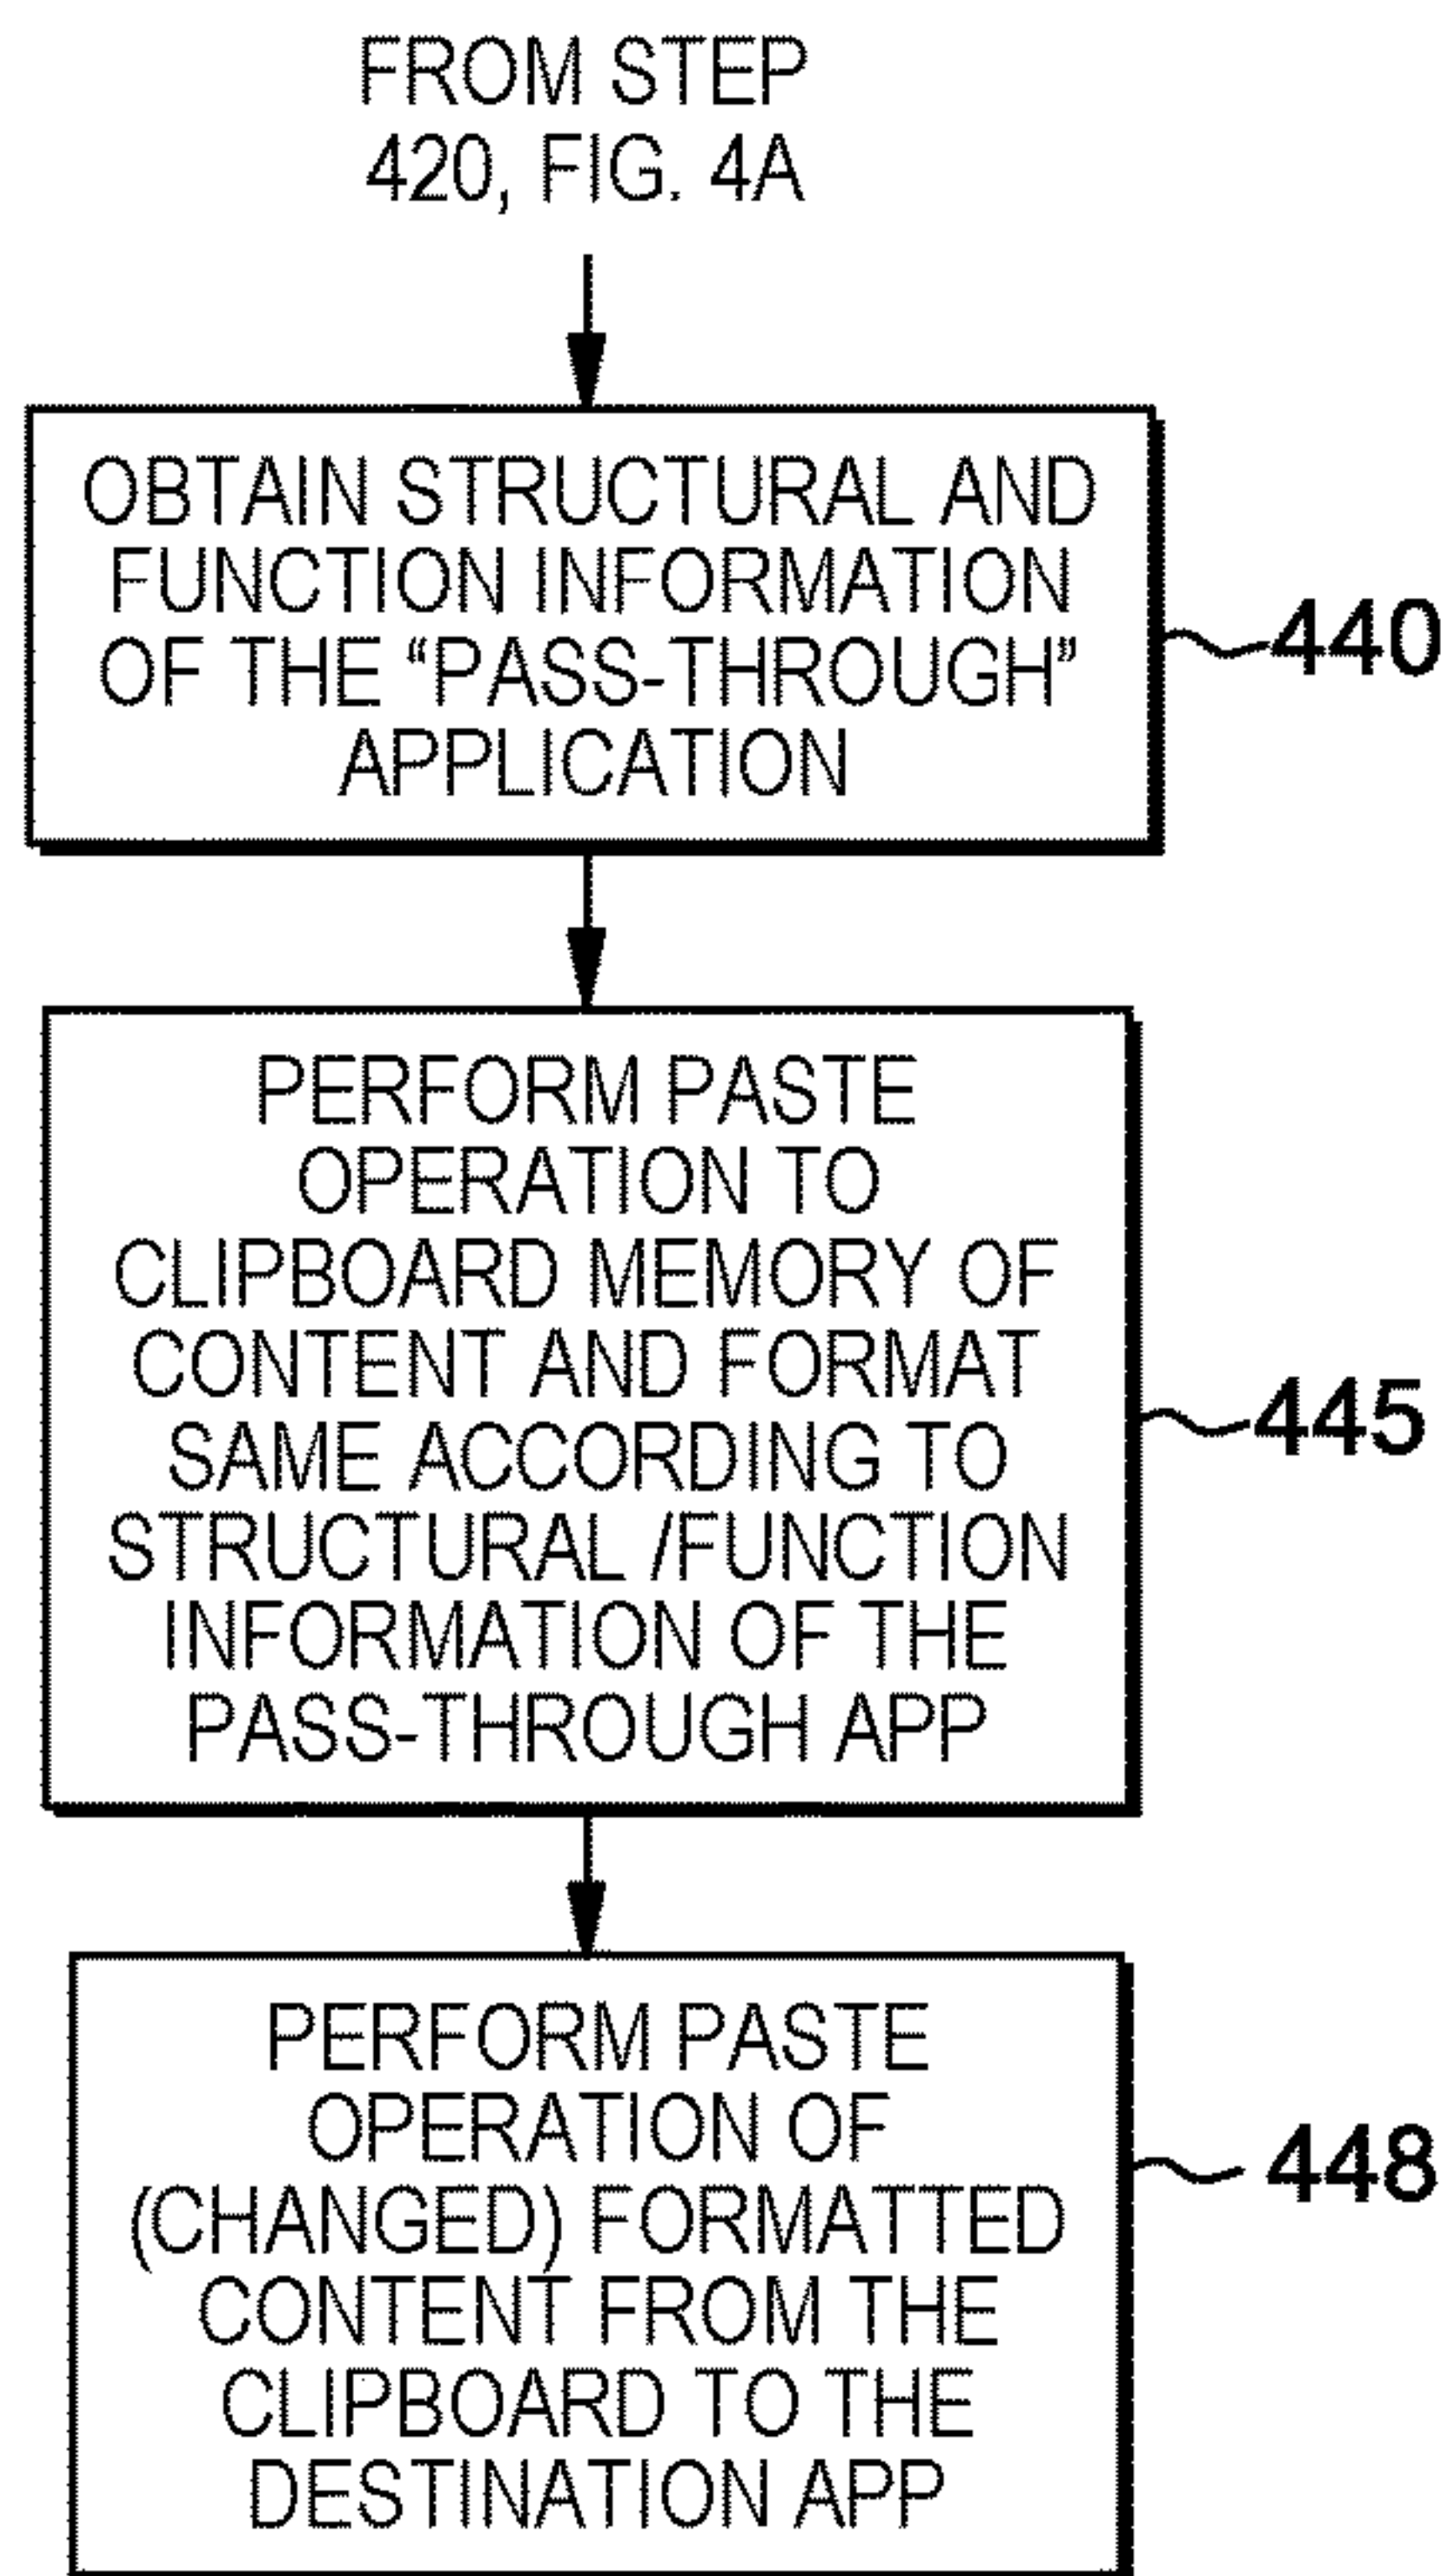 FROM STEP
420, FIG. 4A
OBTAIN STRUCTURAL AND
FUNCTION INFORMATION
OF THE “PASS-THROUGH”
APPLICATION
440
PERFORM PASTE
OPERATION TO
CLIPBOARD MEMORY OF
CONTENT AND FORMAT
SAME ACCORDING TO
STRUCTURAL /FUNCTION
INFORMATION OF THE
PASS-THROUGH APP
445
PERFORM PASTE
OPERATION OF
(CHANGED) FORMATTED
CONTENT FROM THE
CLIPBOARD TO THE
DESTINATION APP
448